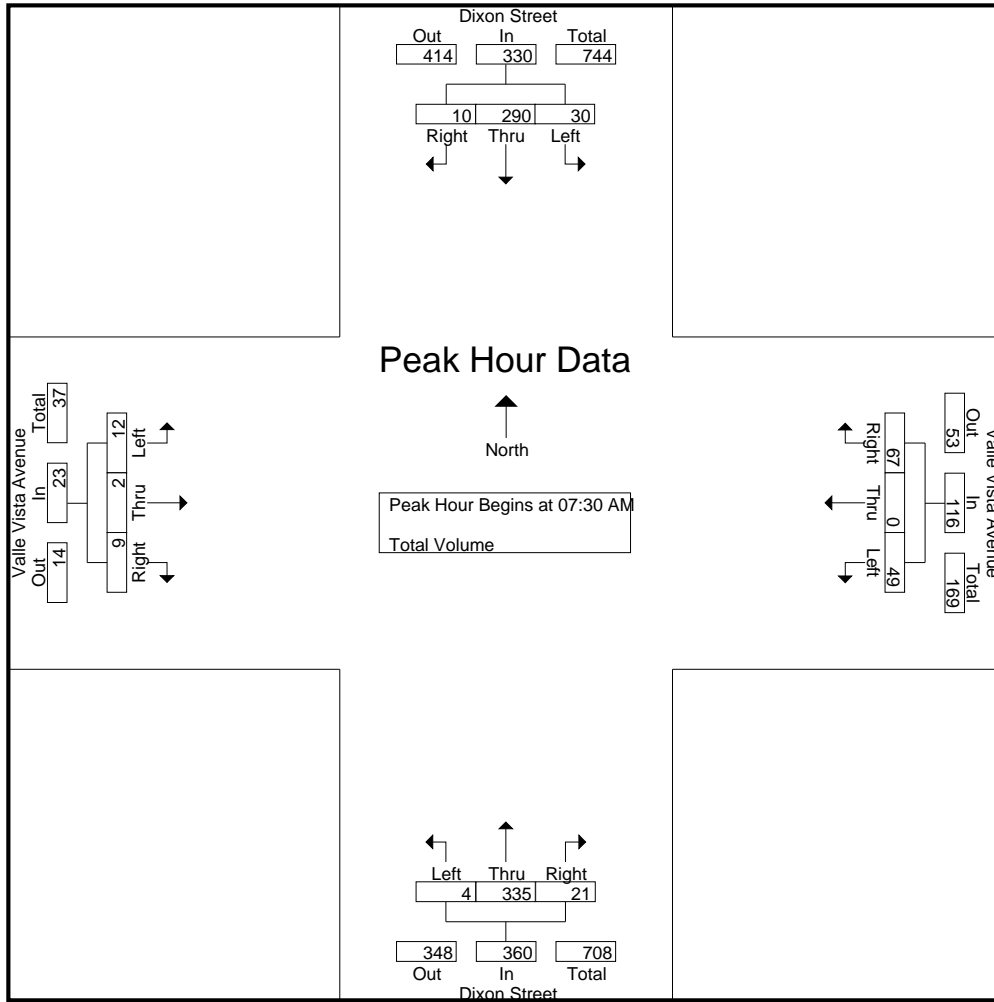 Dixon Street
Out In Total
414 330 744
10 290 30
Right Thru Left
Peak Hour Data
North
Peak Hour Begins at 07:30 AM
Total Volume
Valle Vista Avenue
Total In Out
37 23 14
12 2 9
Left Thru Right
Valle Vista Avenue
Out In Total
53 116 169
67 0 49
Right Thru Left
Left Thru Right
4 335 21
348 360 708
Out In Total
Dixon Street